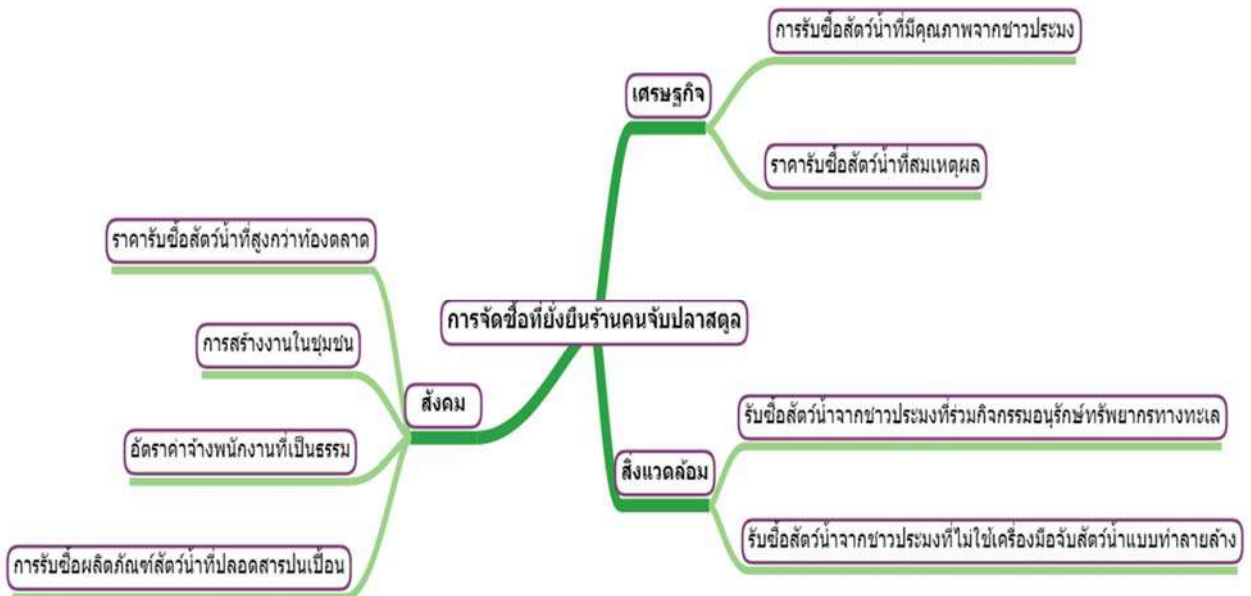 การรับซื้อสัตว์น้ำที่มีคุณภาพจากชาวประมง
เศรษฐกิจ
ราคารับซื้อสัตว์น้ำที่สมเหตุผล
ราคารับซื้อสัตว์น้ำที่สูงกว่าท้องตลาด
การจัดซื้อที่ยั่งยืนร้านคนจับปลาสตูล
การสร้างงานในชุมชน
สังคม
อัตราค่าจ้างพนักงานที่เป็นธรรม
การรับซื้อผลิตภัณฑ์สัตว์น้ำที่ปลอดสารปนเปื้อน
รับซื้อสัตว์น้ำจากชาวประมงที่ร่วมกิจกรรมอนุรักษ์ทรัพยากรทางทะเล
สิ่งแวดล้อม
รับซื้อสัตว์น้ำจากชาวประมงที่ไม่ใช้เครื่องมือจับสัตว์น้ำแบบทำลายล้าง